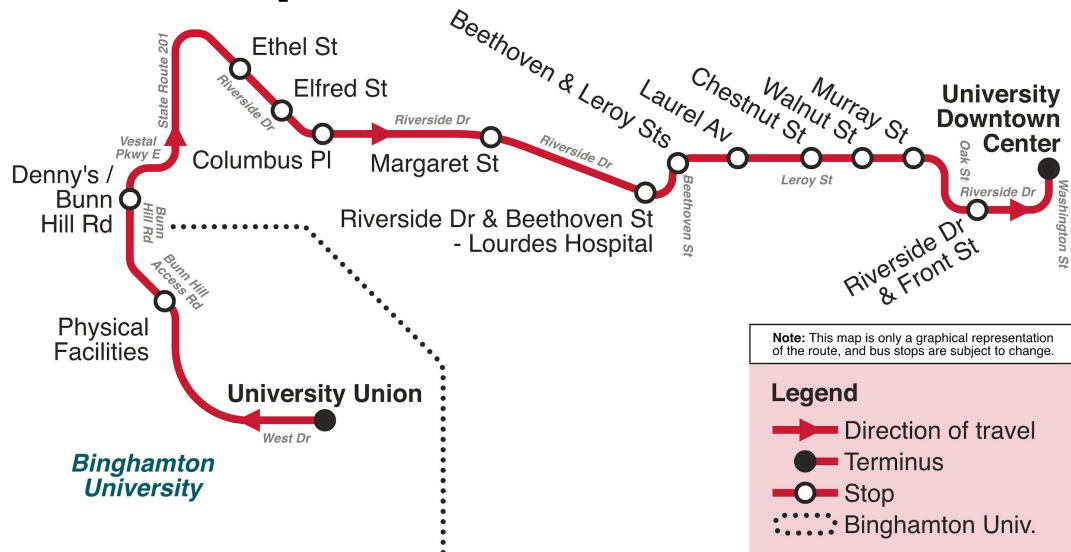 Ethel St
Elfred St
Columbus Pl
Margaret St
State Route 201
Riverside Dr
Riverside Dr
Riverside Dr
Vestal
Pkwy E
Denny's /
Bunn
Hill Rd
Bunn
Hill Rd
Bunn Hill
Access Rd
Physical
Facilities
University Union
West Dr
Binghamton
University
Riverside Dr & Beethoven St
- Lourdes Hospital
Beethoven & Leroy Sts
Beethoven St
Laurel Av
Chestnut St
Walnut St
Murray St
Leroy St
Oak St
University
Downtown
Center
Riverside Dr
Washington St
Riverside Dr
& Front St
Note: This map is only a graphical representation
of the route, and bus stops are subject to change.
Legend
Direction of travel
Terminus
Stop
Binghamton Univ.